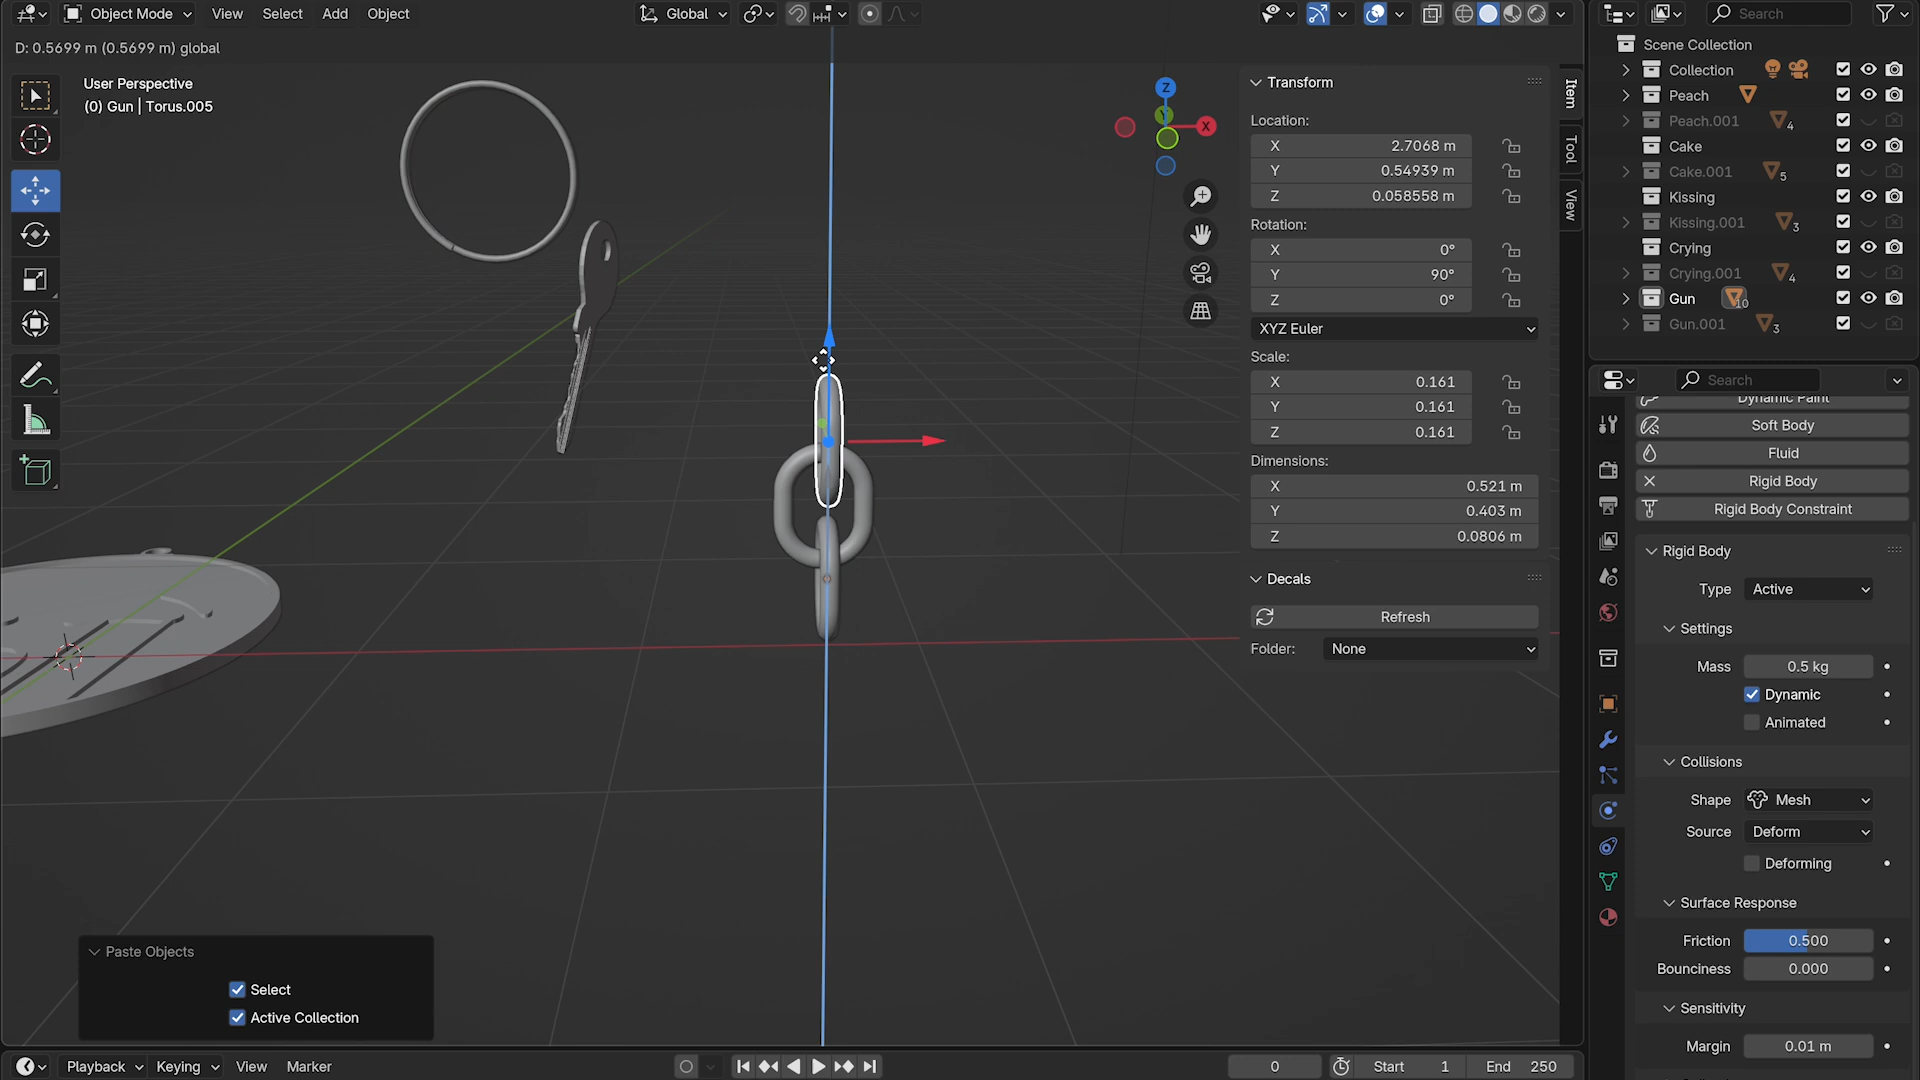 Object Mode View Select Add Object Global Search
D: 0.5699 m (0.5699 m) global
User Perspective
(0) Gun | Torus.005
Z
X
Transform
Location:
X 2.7068 m
Y 0.54939 m
Z 0.058558 m
Rotation:
X 0°
Y 90°
Z 0°
XYZ Euler
Scale:
X 0.161
Y 0.161
Z 0.161
Dimensions:
X 0.521 m
Y 0.403 m
Z 0.0806 m
Decals
Refresh
Folder: None
Item
Tool
View
Scene Collection
Collection
Peach
Peach.001 4
Cake
Cake.001 5
Kissing
Kissing.001 3
Crying
Crying.001 4
Gun 10
Gun.001 3
Search
Dynamic Paint
Soft Body
Fluid
Rigid Body
Rigid Body Constraint
Rigid Body
Type Active
Settings
Mass 0.5 kg
Dynamic
Animated
Collisions
Shape Mesh
Source Deform
Deforming
Surface Response
Friction 0.500
Bounciness 0.000
Sensitivity
Margin 0.01 m
Paste Objects
Select
Active Collection
Playback Keying View Marker 0 Start 1 End 250